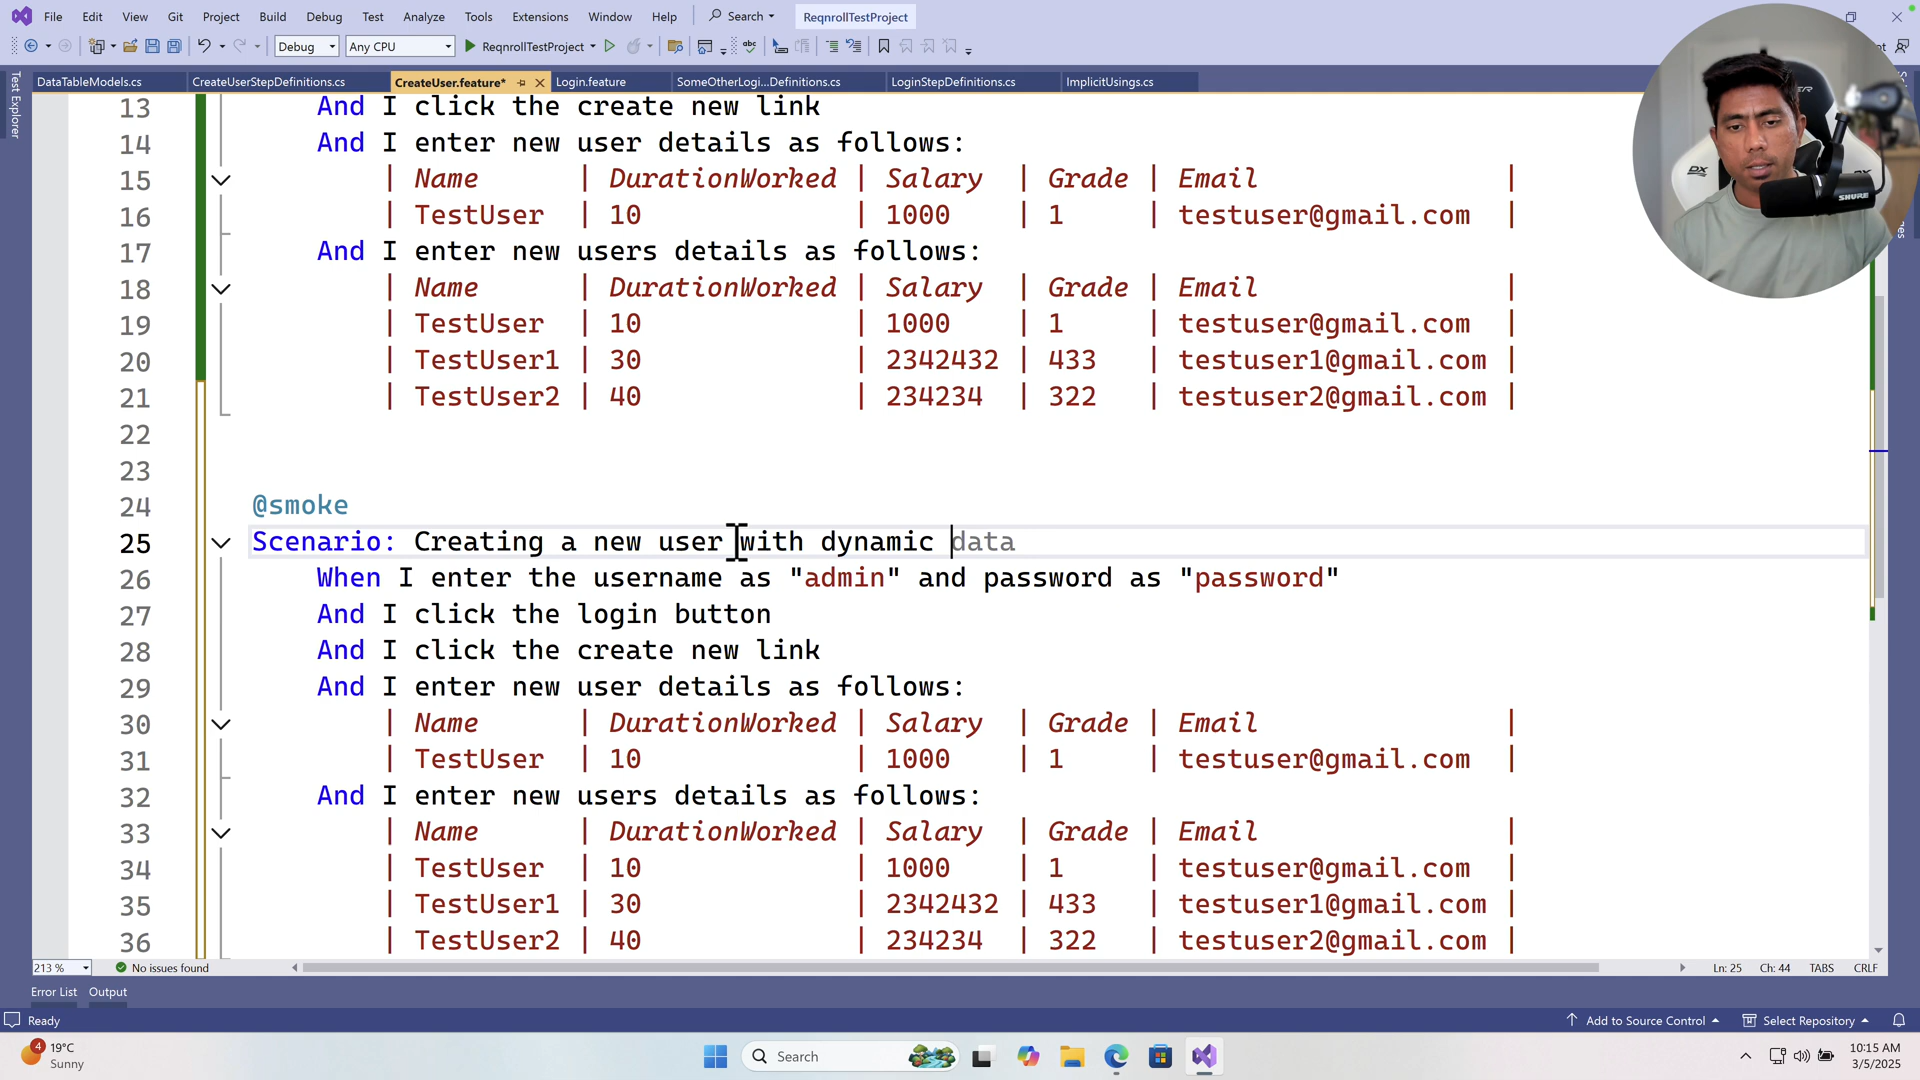 File Edit View Git Project Build Debug Test Analyze Tools Extensions Window Help Search ReqnrollTestProject
Debug Any CPU ReqnrollTestProject
Test Explorer
DataTableModels.cs CreateUserStepDefinitions.cs CreateUser.feature* Login.feature SomeOtherLogi...Definitions.cs LoginStepDefinitions.cs ImplicitUsings.cs
13 And I click the create new link
14 And I enter new user details as follows:
15 | Name | DurationWorked | Salary | Grade | Email |
16 | TestUser | 10 | 1000 | 1 | testuser@gmail.com |
17 And I enter new users details as follows:
18 | Name | DurationWorked | Salary | Grade | Email |
19 | TestUser | 10 | 1000 | 1 | testuser@gmail.com |
20 | TestUser1 | 30 | 2342432 | 433 | testuser1@gmail.com |
21 | TestUser2 | 40 | 234234 | 322 | testuser2@gmail.com |
22
23
24 @smoke
25 Scenario: Creating a new user with dynamic data
26 When I enter the username as "admin" and password as "password"
27 And I click the login button
28 And I click the create new link
29 And I enter new user details as follows:
30 | Name | DurationWorked | Salary | Grade | Email |
31 | TestUser | 10 | 1000 | 1 | testuser@gmail.com |
32 And I enter new users details as follows:
33 | Name | DurationWorked | Salary | Grade | Email |
34 | TestUser | 10 | 1000 | 1 | testuser@gmail.com |
35 | TestUser1 | 30 | 2342432 | 433 | testuser1@gmail.com |
36 | TestUser2 | 40 | 234234 | 322 | testuser2@gmail.com |
SHURE
213 % No issues found Ln: 25 Ch: 44 TABS CRLF
Error List Output
Ready Add to Source Control Select Repository
4 19°C
Sunny
Search
10:15 AM
3/5/2025